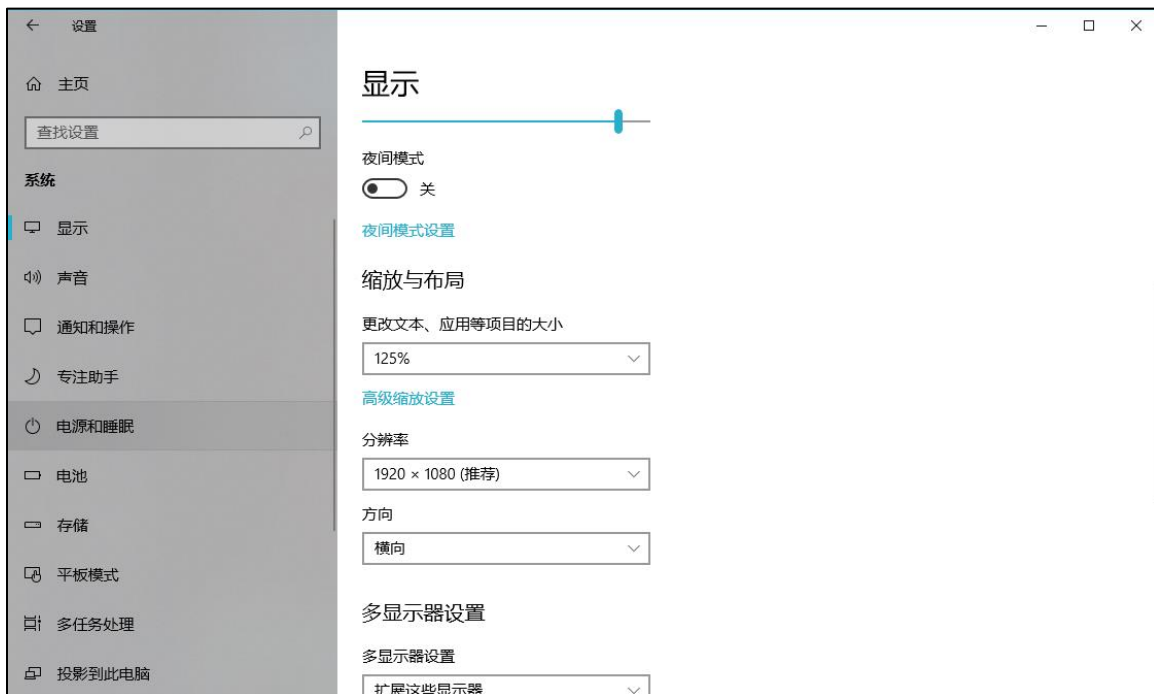 设置
主页
查找设置
系统
显示
声音
通知和操作
专注助手
电源和睡眠
电池
存储
平板模式
多任务处理
投影到此电脑
显示
夜间模式
关
夜间模式设置
缩放与布局
更改文本、应用等项目的大小
125%
高级缩放设置
分辨率
1920 × 1080 (推荐)
方向
横向
多显示器设置
多显示器设置
扩展这些显示器